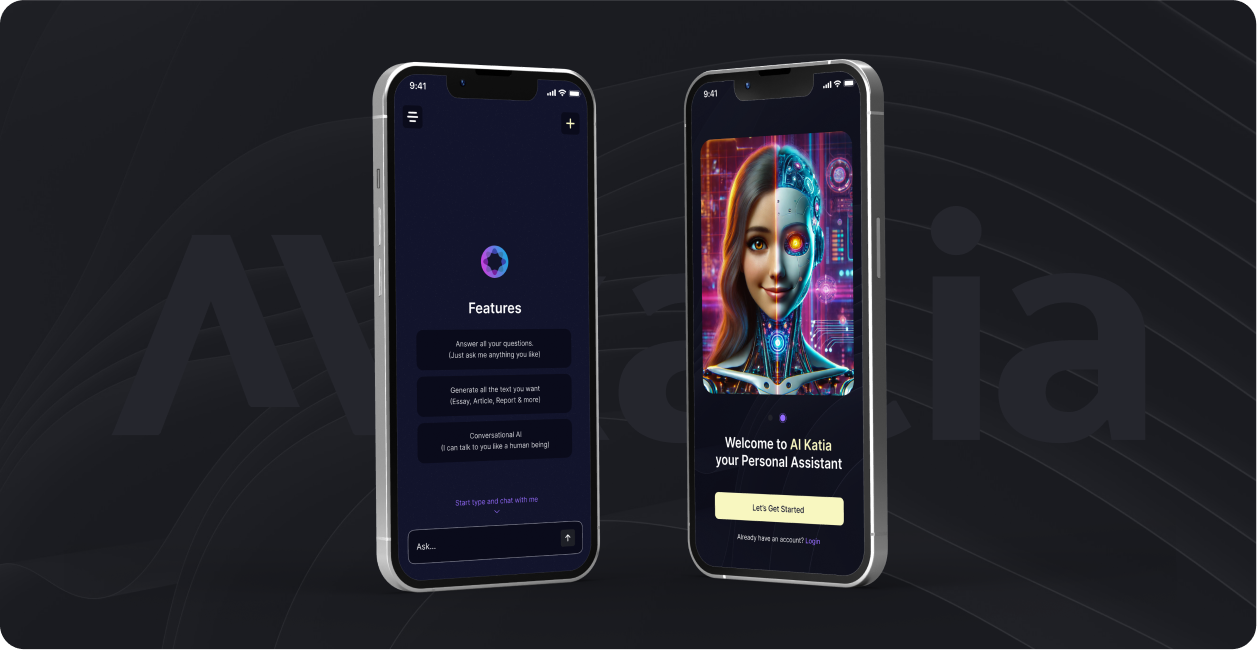 9:41
Features
Answer all your questions.
(Just ask me anything you like)
Generate all the text you want
(Essay, Article, Report & more)
Conversational AI
(I can talk to you like a human being)
Start type and chat with me
Ask...
9:41
Welcome to AI Katia
your Personal Assistant
Let's Get Started
Already have an account? Login